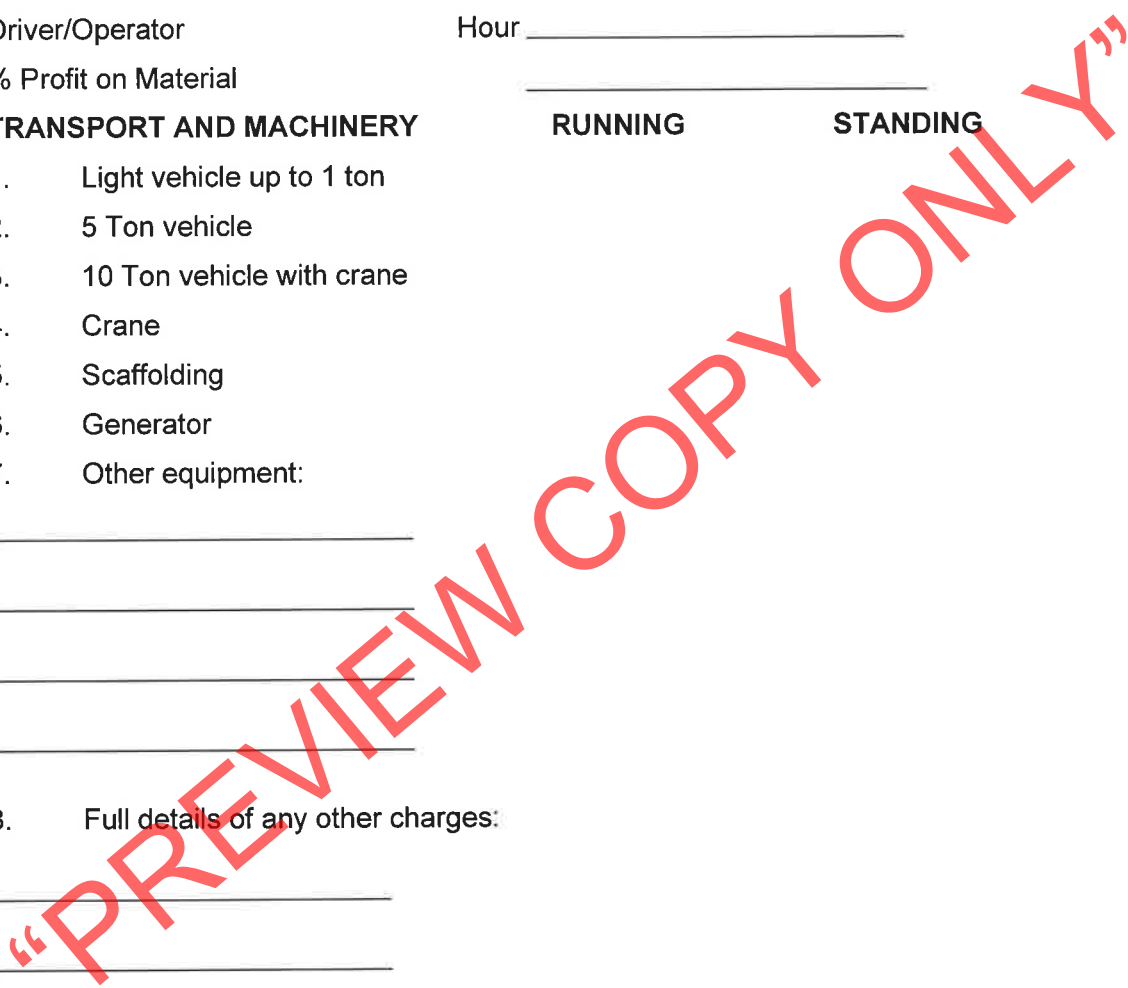 Driver/Operator Hour
% Profit on Material
TRANSPORT AND MACHINERY RUNNING STANDING
Light vehicle up to 1 ton
5 Ton vehicle
10 Ton vehicle with crane
Crane
Scaffolding
Generator
Other equipment:
Full details of any other charges:
“PREVIEW COPY ONLY”